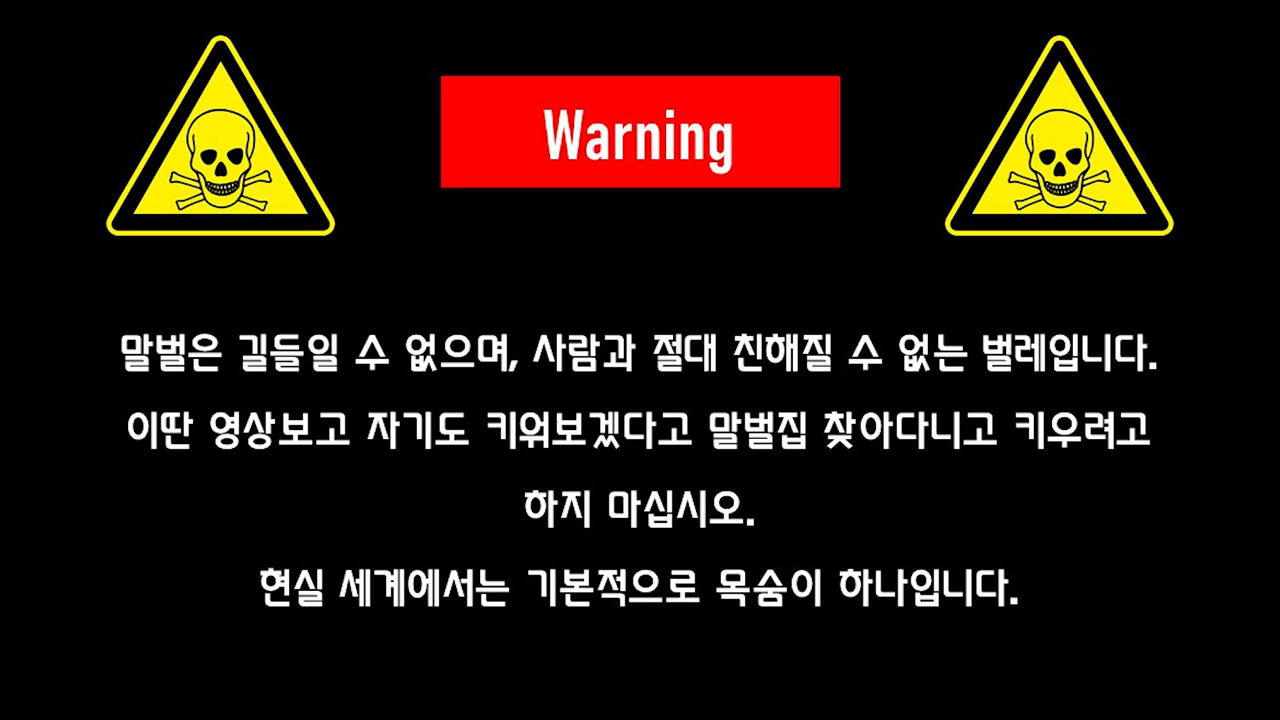 Warning
말벌은 길들일 수 없으며, 사람과 절대 친해질 수 없는 벌레입니다.
이딴 영상보고 자기도 키워보겠다고 말벌집 찾아다니고 키우려고
하지 마십시오.
현실 세계에서는 기본적으로 목숨이 하나입니다.